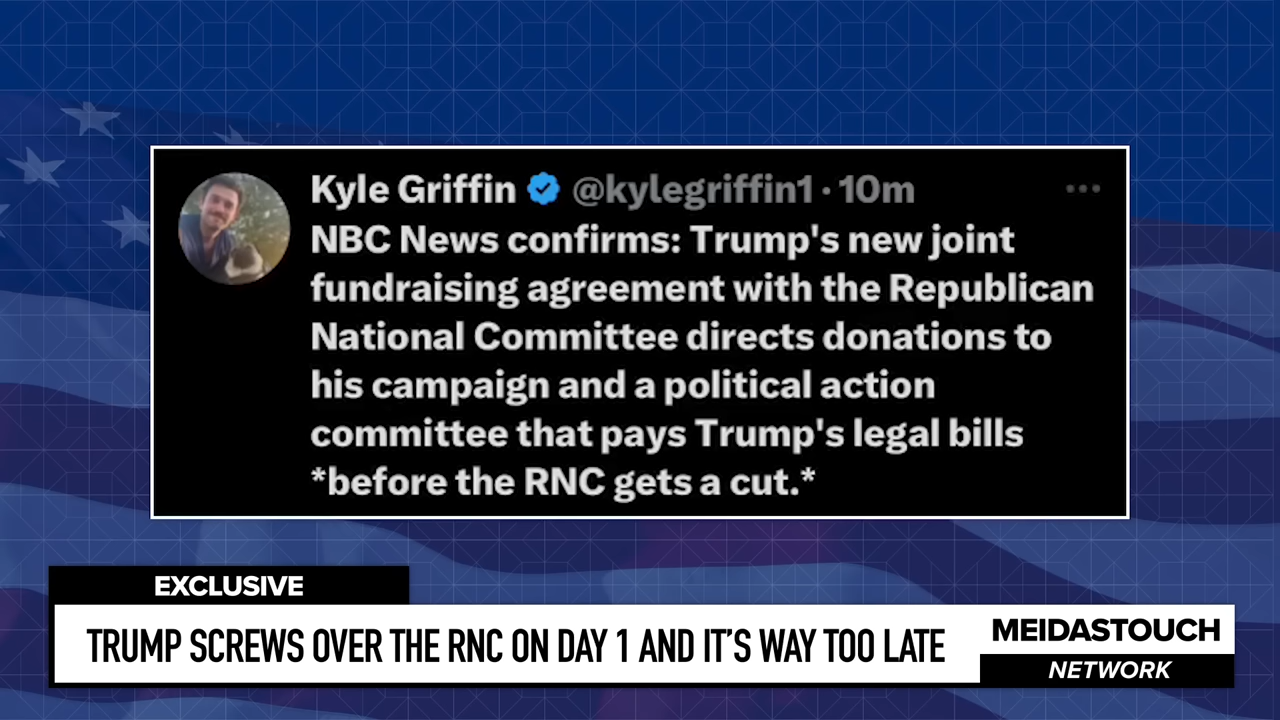 Kyle Griffin @kylegriffin1 · 10m ...
NBC News confirms: Trump's new joint
fundraising agreement with the Republican
National Committee directs donations to
his campaign and a political action
committee that pays Trump's legal bills
*before the RNC gets a cut.*
EXCLUSIVE
TRUMP SCREWS OVER THE RNC ON DAY 1 AND IT'S WAY TOO LATE
MEIDASTOUCH
NETWORK